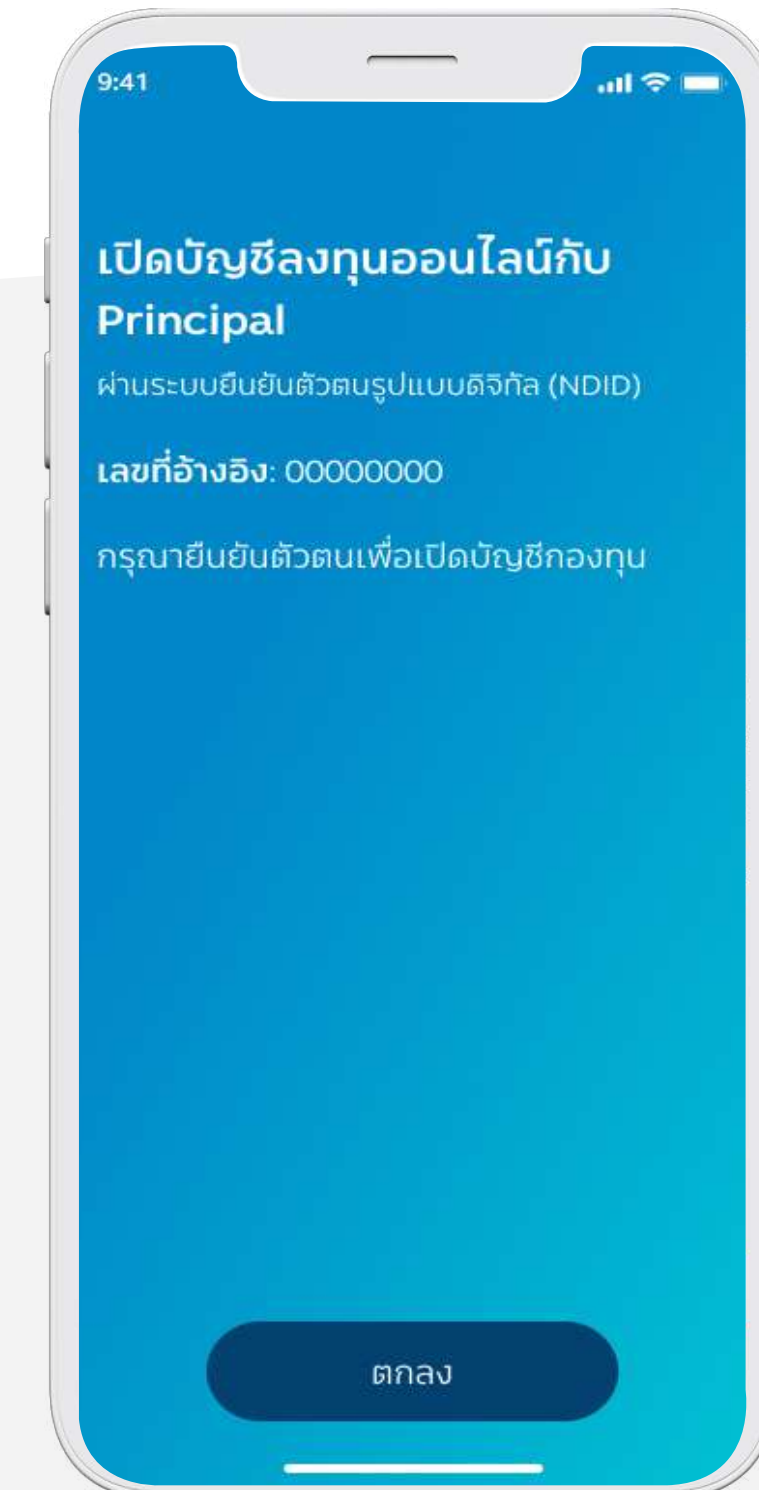 9:41
เปิดบัญชีลงทุนออนไลน์กับ
Principal
ผ่านระบบยืนยันตัวตนรูปแบบดิจิทัล (NDID)
เลขที่อ้างอิง: 00000000
กรุณายืนยันตัวตนเพื่อเปิดบัญชีกองทุน
ตกลง